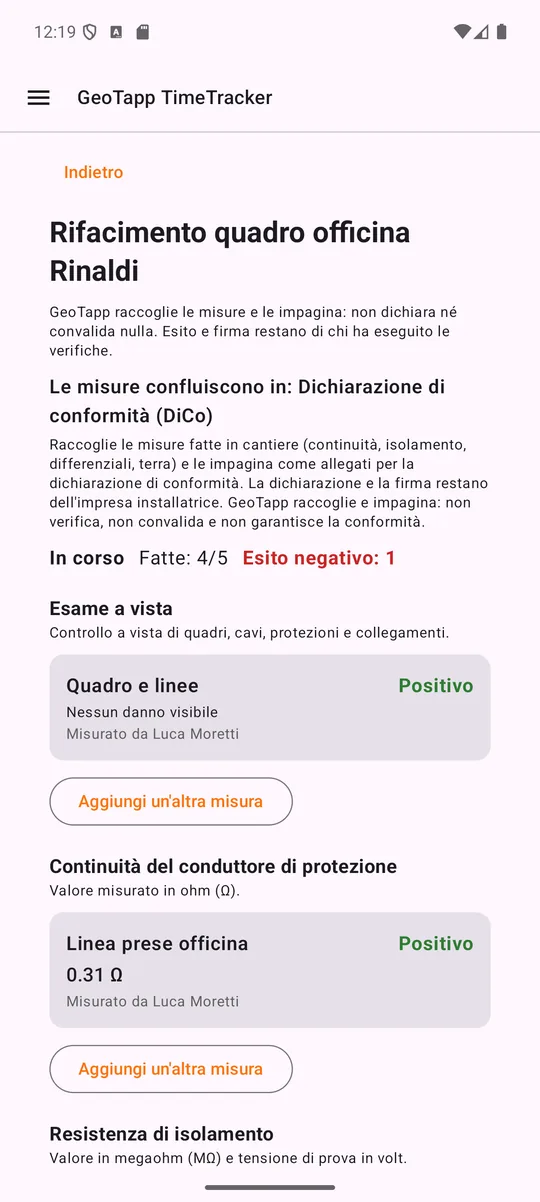 12:19
GeoTapp TimeTracker
Indietro
Rifacimento quadro officina
Rinaldi
GeoTapp raccoglie le misure e le impagina: non dichiara né
convalida nulla. Esito e firma restano di chi ha eseguito le
verifiche.
Le misure confluiscono in: Dichiarazione di
conformità (DiCo)
Raccoglie le misure fatte in cantiere (continuità, isolamento,
differenziali, terra) e le impagina come allegati per la
dichiarazione di conformità. La dichiarazione e la firma restano
dell'impresa installatrice. GeoTapp raccoglie e impagina: non
verifica, non convalida e non garantisce la conformità.
In corso Fatte: 4/5 Esito negativo: 1
Esame a vista
Controllo a vista di quadri, cavi, protezioni e collegamenti.
Quadro e linee Positivo
Nessun danno visibile
Misurato da Luca Moretti
Aggiungi un'altra misura
Continuità del conduttore di protezione
Valore misurato in ohm (Ω).
Linea prese officina Positivo
0.31 Ω
Misurato da Luca Moretti
Aggiungi un'altra misura
Resistenza di isolamento
Valore in megaohm (MΩ) e tensione di prova in volt.